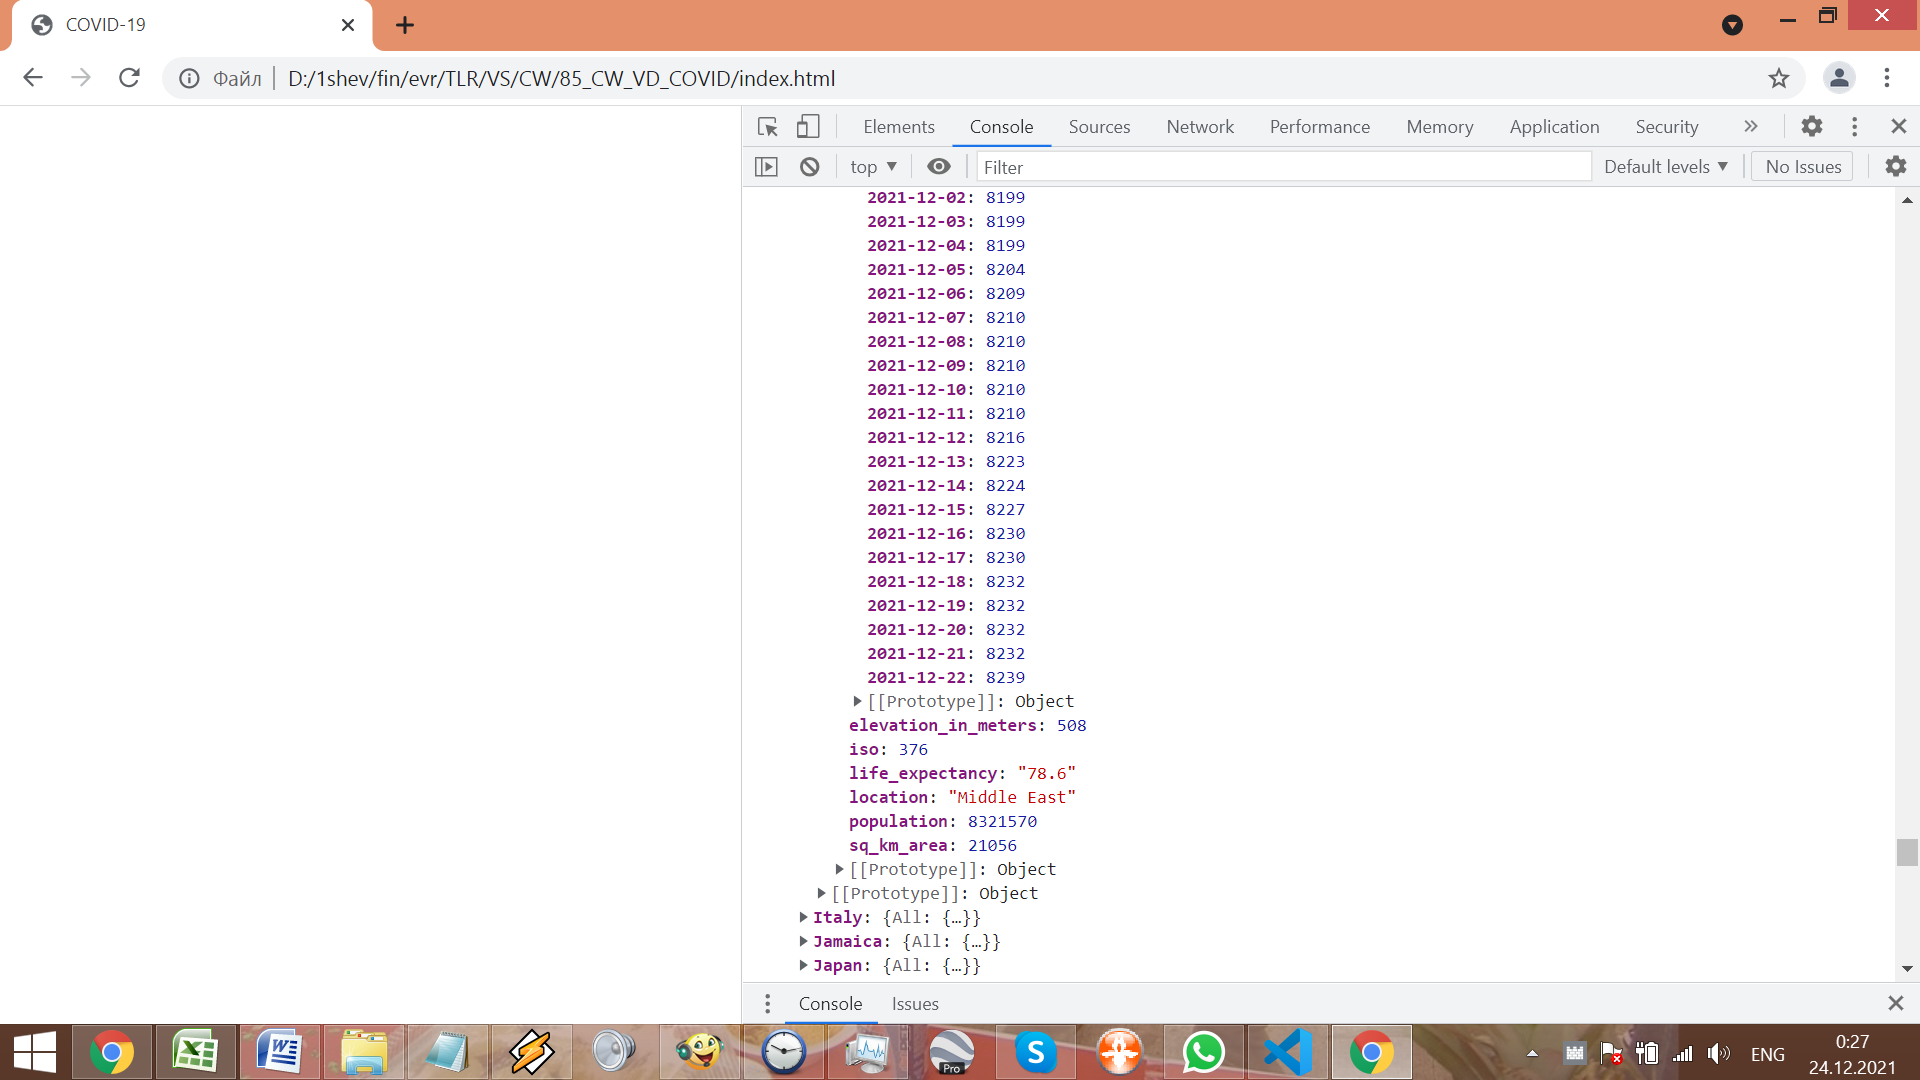 COVID-19
Файл
D:/1shev/fin/evr/TLR/VS/CW/85_CW_VD_COVID/index.html
Elements Console Sources Network Performance Memory Application Security
top Filter Default levels No Issues
2021-12-02: 8199
2021-12-03: 8199
2021-12-04: 8199
2021-12-05: 8204
2021-12-06: 8209
2021-12-07: 8210
2021-12-08: 8210
2021-12-09: 8210
2021-12-10: 8210
2021-12-11: 8210
2021-12-12: 8216
2021-12-13: 8223
2021-12-14: 8224
2021-12-15: 8227
2021-12-16: 8230
2021-12-17: 8230
2021-12-18: 8232
2021-12-19: 8232
2021-12-20: 8232
2021-12-21: 8232
2021-12-22: 8239
[[Prototype]]: Object
elevation_in_meters: 508
iso: 376
life_expectancy: "78.6"
location: "Middle East"
population: 8321570
sq_km_area: 21056
[[Prototype]]: Object
[[Prototype]]: Object
Italy: {All: {…}}
Jamaica: {All: {…}}
Japan: {All: {…}}
Console Issues
Pro
ENG
0:27
24.12.2021